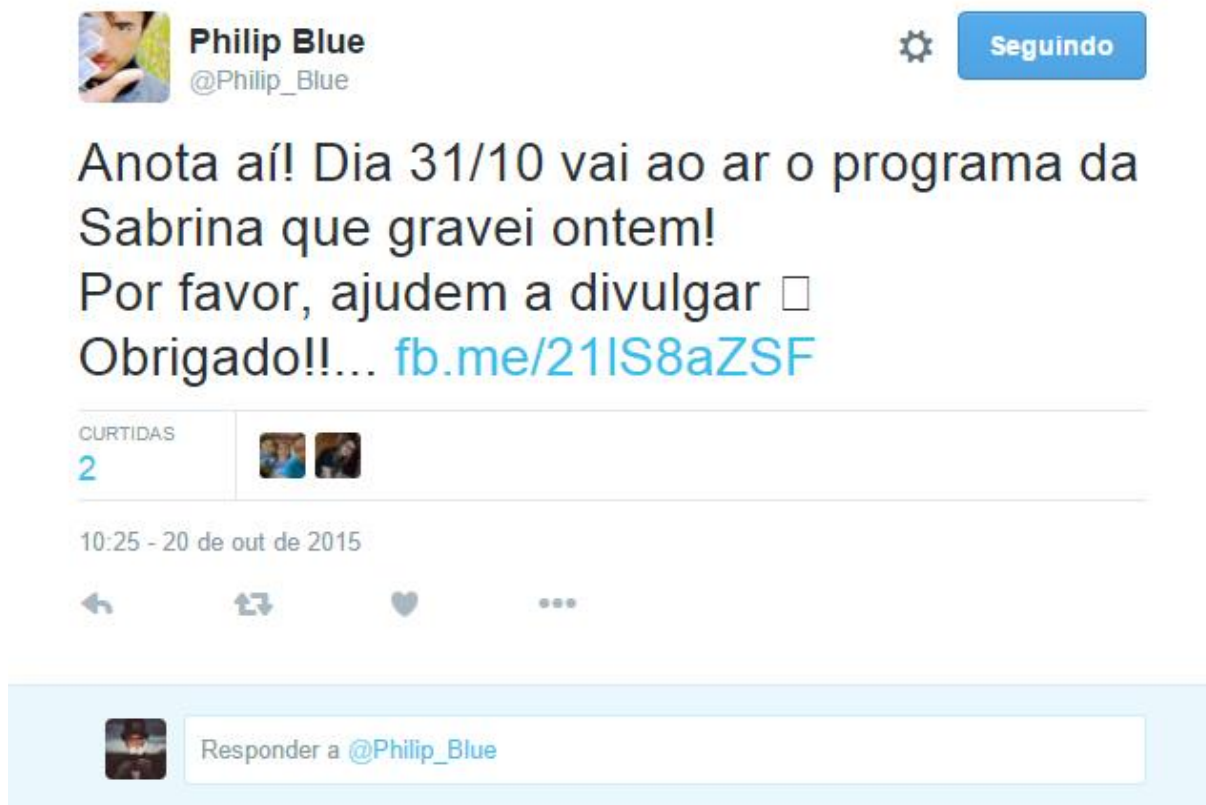 Philip Blue
@Philip_Blue
Seguindo
Anota aí! Dia 31/10 vai ao ar o programa da
Sabrina que gravei ontem!
Por favor, ajudem a divulgar □
Obrigado!!... fb.me/21lS8aZSF
CURTIDAS
2
10:25 - 20 de out de 2015
Responder a @Philip_Blue